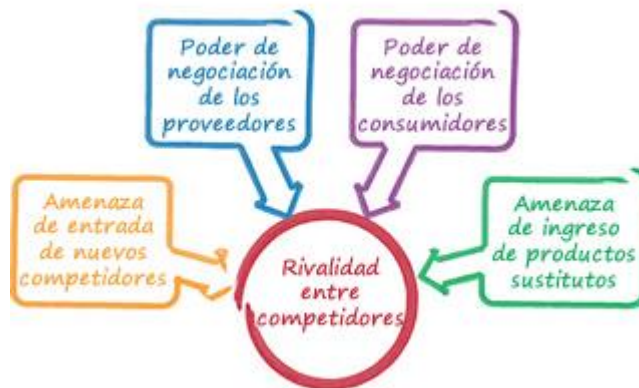 Poder de
negociación
de los
proveedores
Poder de
negociación
de los
consumidores
Amenaza
de entrada
de nuevos
competidores
Amenaza
de ingreso
de productos
sustitutos
Rivalidad
entre
competidores